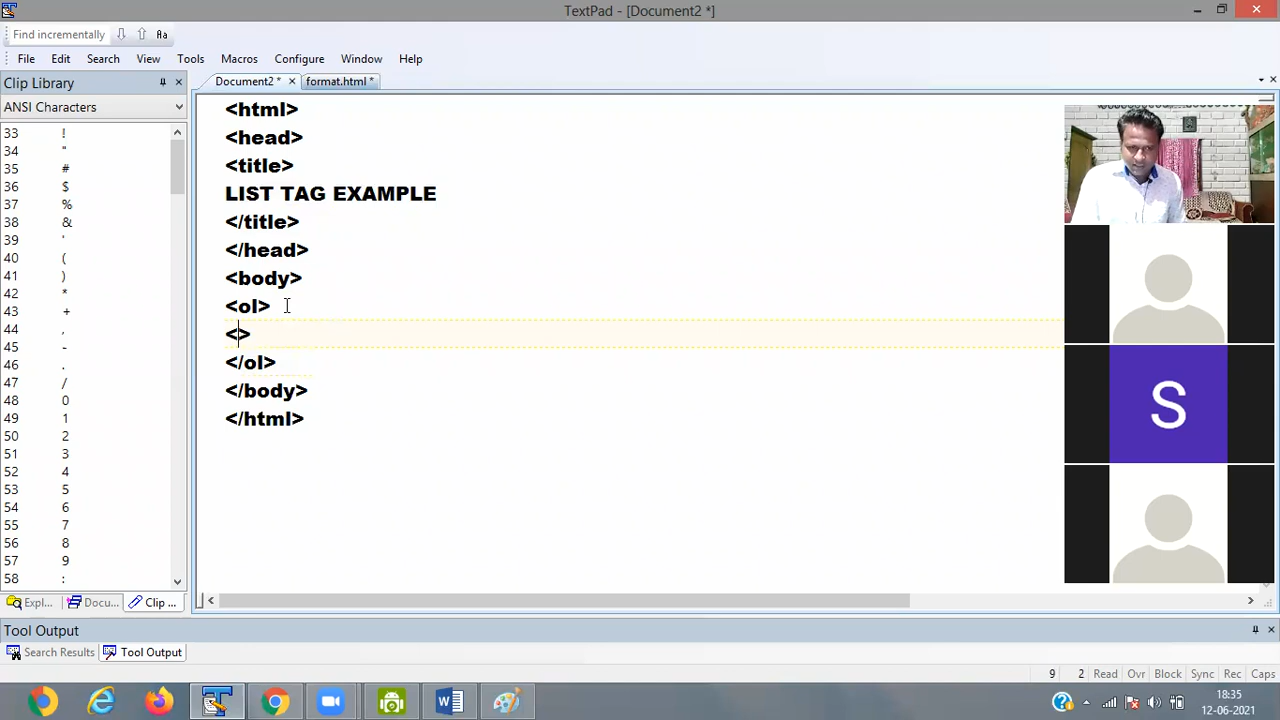 TextPad - [Document2 *]
Find incrementally
Aa
File Edit Search View Tools Macros Configure Window Help
Clip Library
Document2 * format.html *
ANSI Characters
33 !
34 "
35 #
36 $
37 %
38 &
39 '
40 (
41 )
42 *
43 +
44 ,
45 -
46 .
47 /
48 0
49 1
50 2
51 3
52 4
53 5
54 6
55 7
56 8
57 9
58 :
<html>
<head>
<title>
LIST TAG EXAMPLE
</title>
</head>
<body>
<ol>
<>
</ol>
</body>
</html>
S
Expl... Docu... Clip ...
Tool Output
Search Results Tool Output
9 2 Read Ovr Block Sync Rec Caps
18:35
12-06-2021